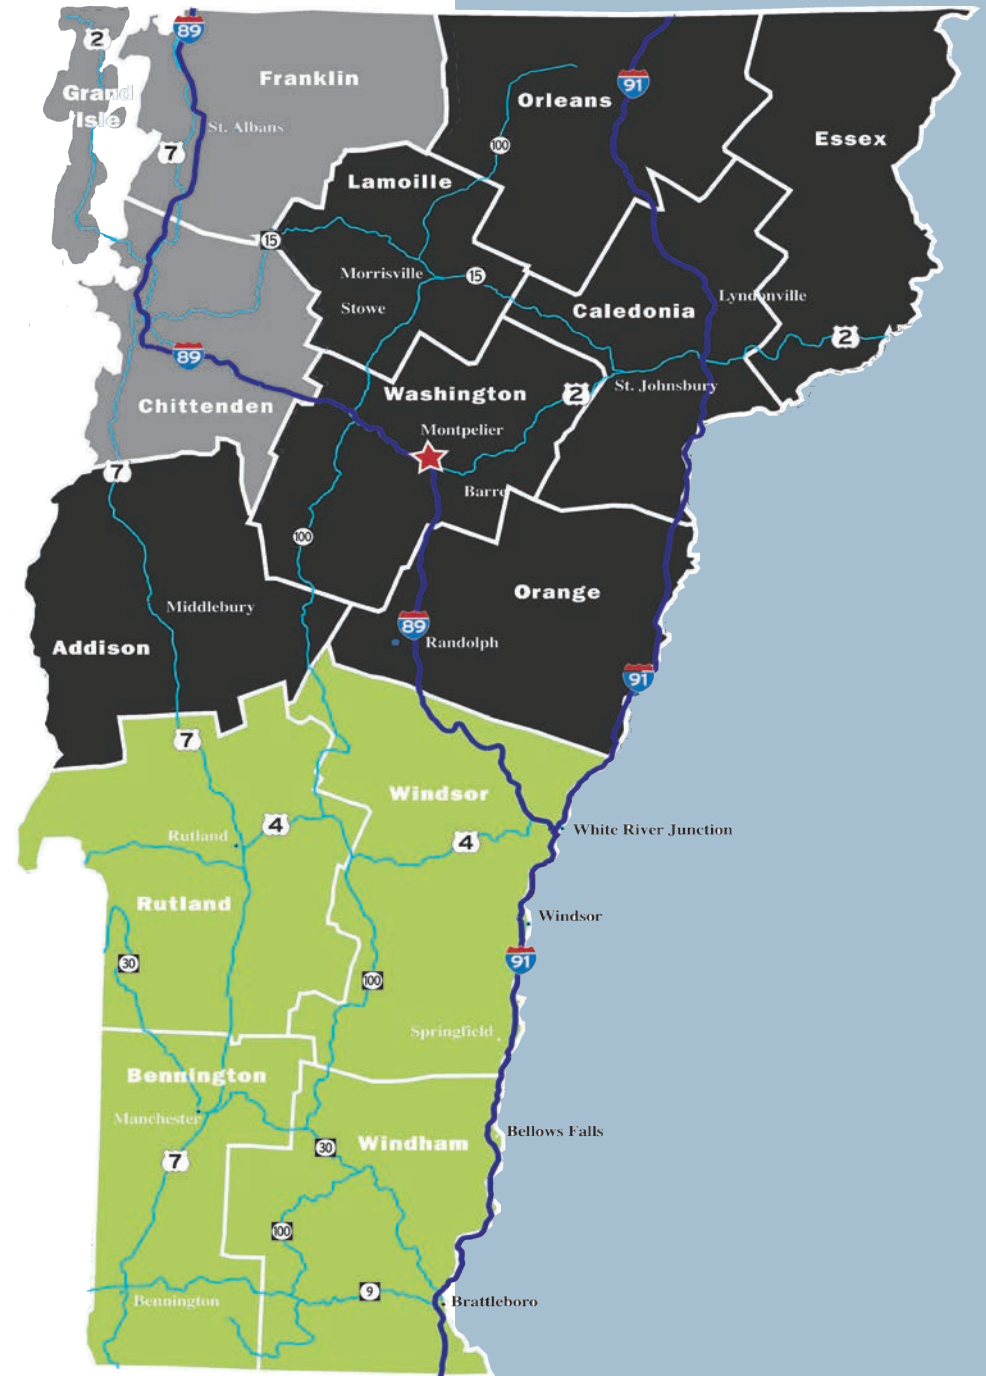 89
2
Franklin
91
Grand
Isle
Orleans
St. Albans
Essex
100
7
Lamoille
15
Morrisville
15
Lyndonville
Stowe
Caledonia
2
89
St. Johnsbury
Washington
2
Chittenden
Montpelier
7
Barre
100
Orange
Middlebury
89
Randolph
Addison
91
7
Windsor
4
White River Junction
Rutland
4
Rutland
Windsor
30
91
100
Springfield
Bennington
Manchester
Bellows Falls
Windham
30
7
100
9
Bennington
Brattleboro